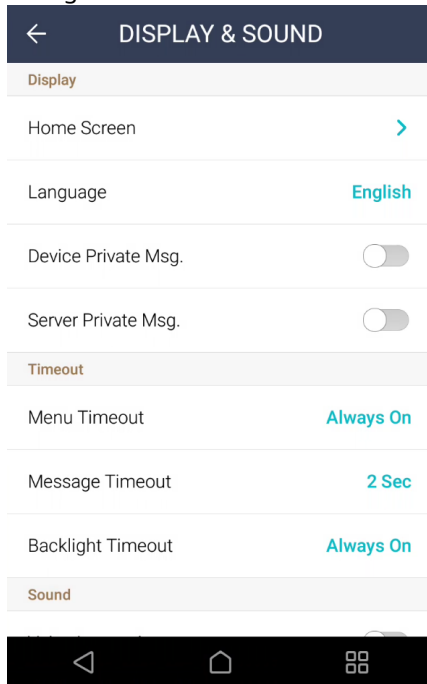 DISPLAY & SOUND
Display
Home Screen
Language English
Device Private Msg.
Server Private Msg.
Timeout
Menu Timeout Always On
Message Timeout 2 Sec
Backlight Timeout Always On
Sound